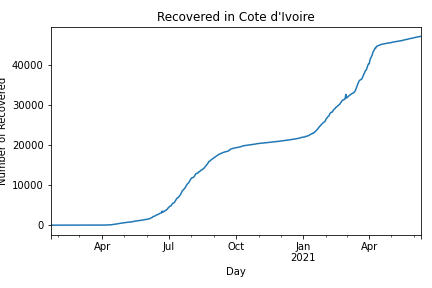 Recovered in Cote d'Ivoire
Number of Recovered
40000
30000
20000
10000
0
Apr
Jul
Oct
Jan
2021
Apr
Day